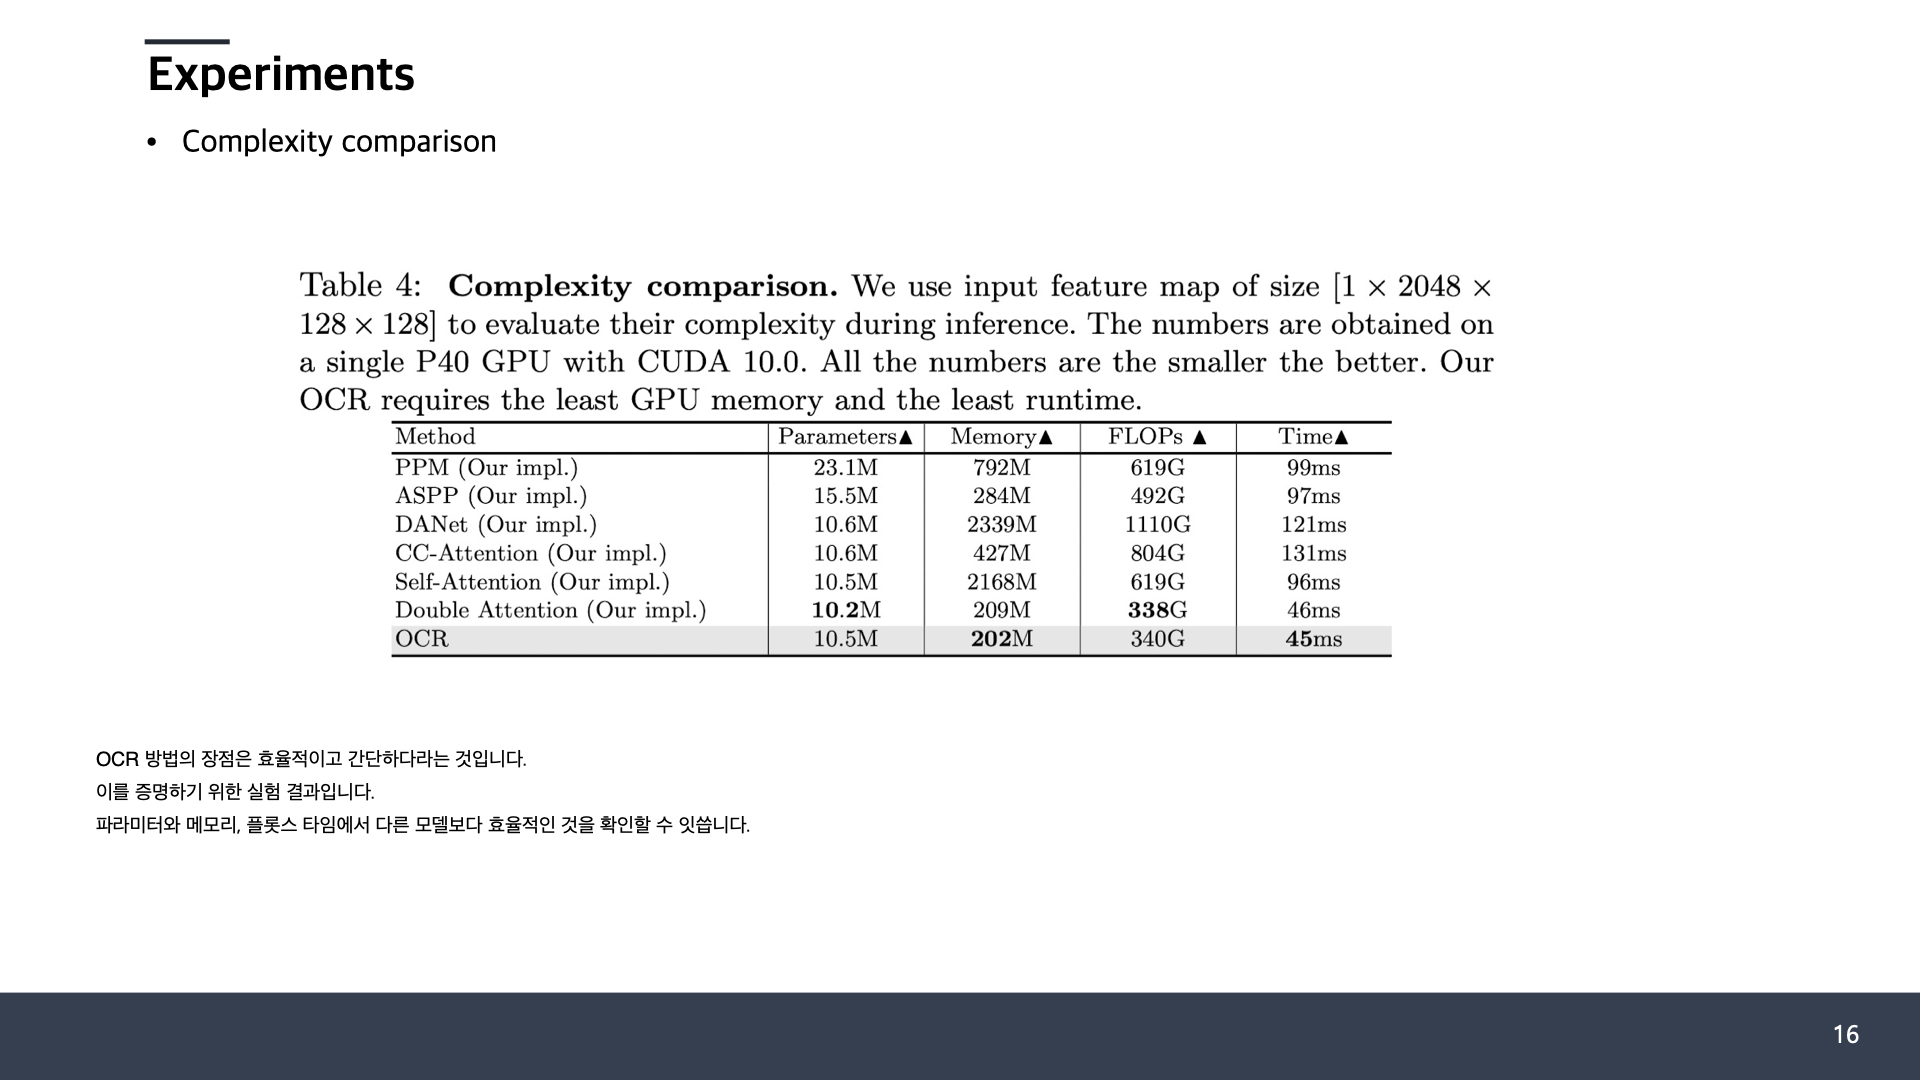 Experiments
• Complexity comparison
Table 4: Complexity comparison. We use input feature map of size [1 × 2048 ×
128 × 128] to evaluate their complexity during inference. The numbers are obtained on
a single P40 GPU with CUDA 10.0. All the numbers are the smaller the better. Our
OCR requires the least GPU memory and the least runtime.
Method Parameters▲ Memory▲ FLOPs ▲ Time▲
PPM (Our impl.) 23.1M 792M 619G 99ms
ASPP (Our impl.) 15.5M 284M 492G 97ms
DANet (Our impl.) 10.6M 2339M 1110G 121ms
CC-Attention (Our impl.) 10.6M 427M 804G 131ms
Self-Attention (Our impl.) 10.5M 2168M 619G 96ms
Double Attention (Our impl.) 10.2M 209M 338G 46ms
OCR 10.5M 202M 340G 45ms
OCR 방법의 장점은 효율적이고 간단하다라는 것입니다.
이를 증명하기 위한 실험 결과입니다.
파라미터와 메모리, 플롯스 타임에서 다른 모델보다 효율적인 것을 확인할 수 잇씁니다.
16